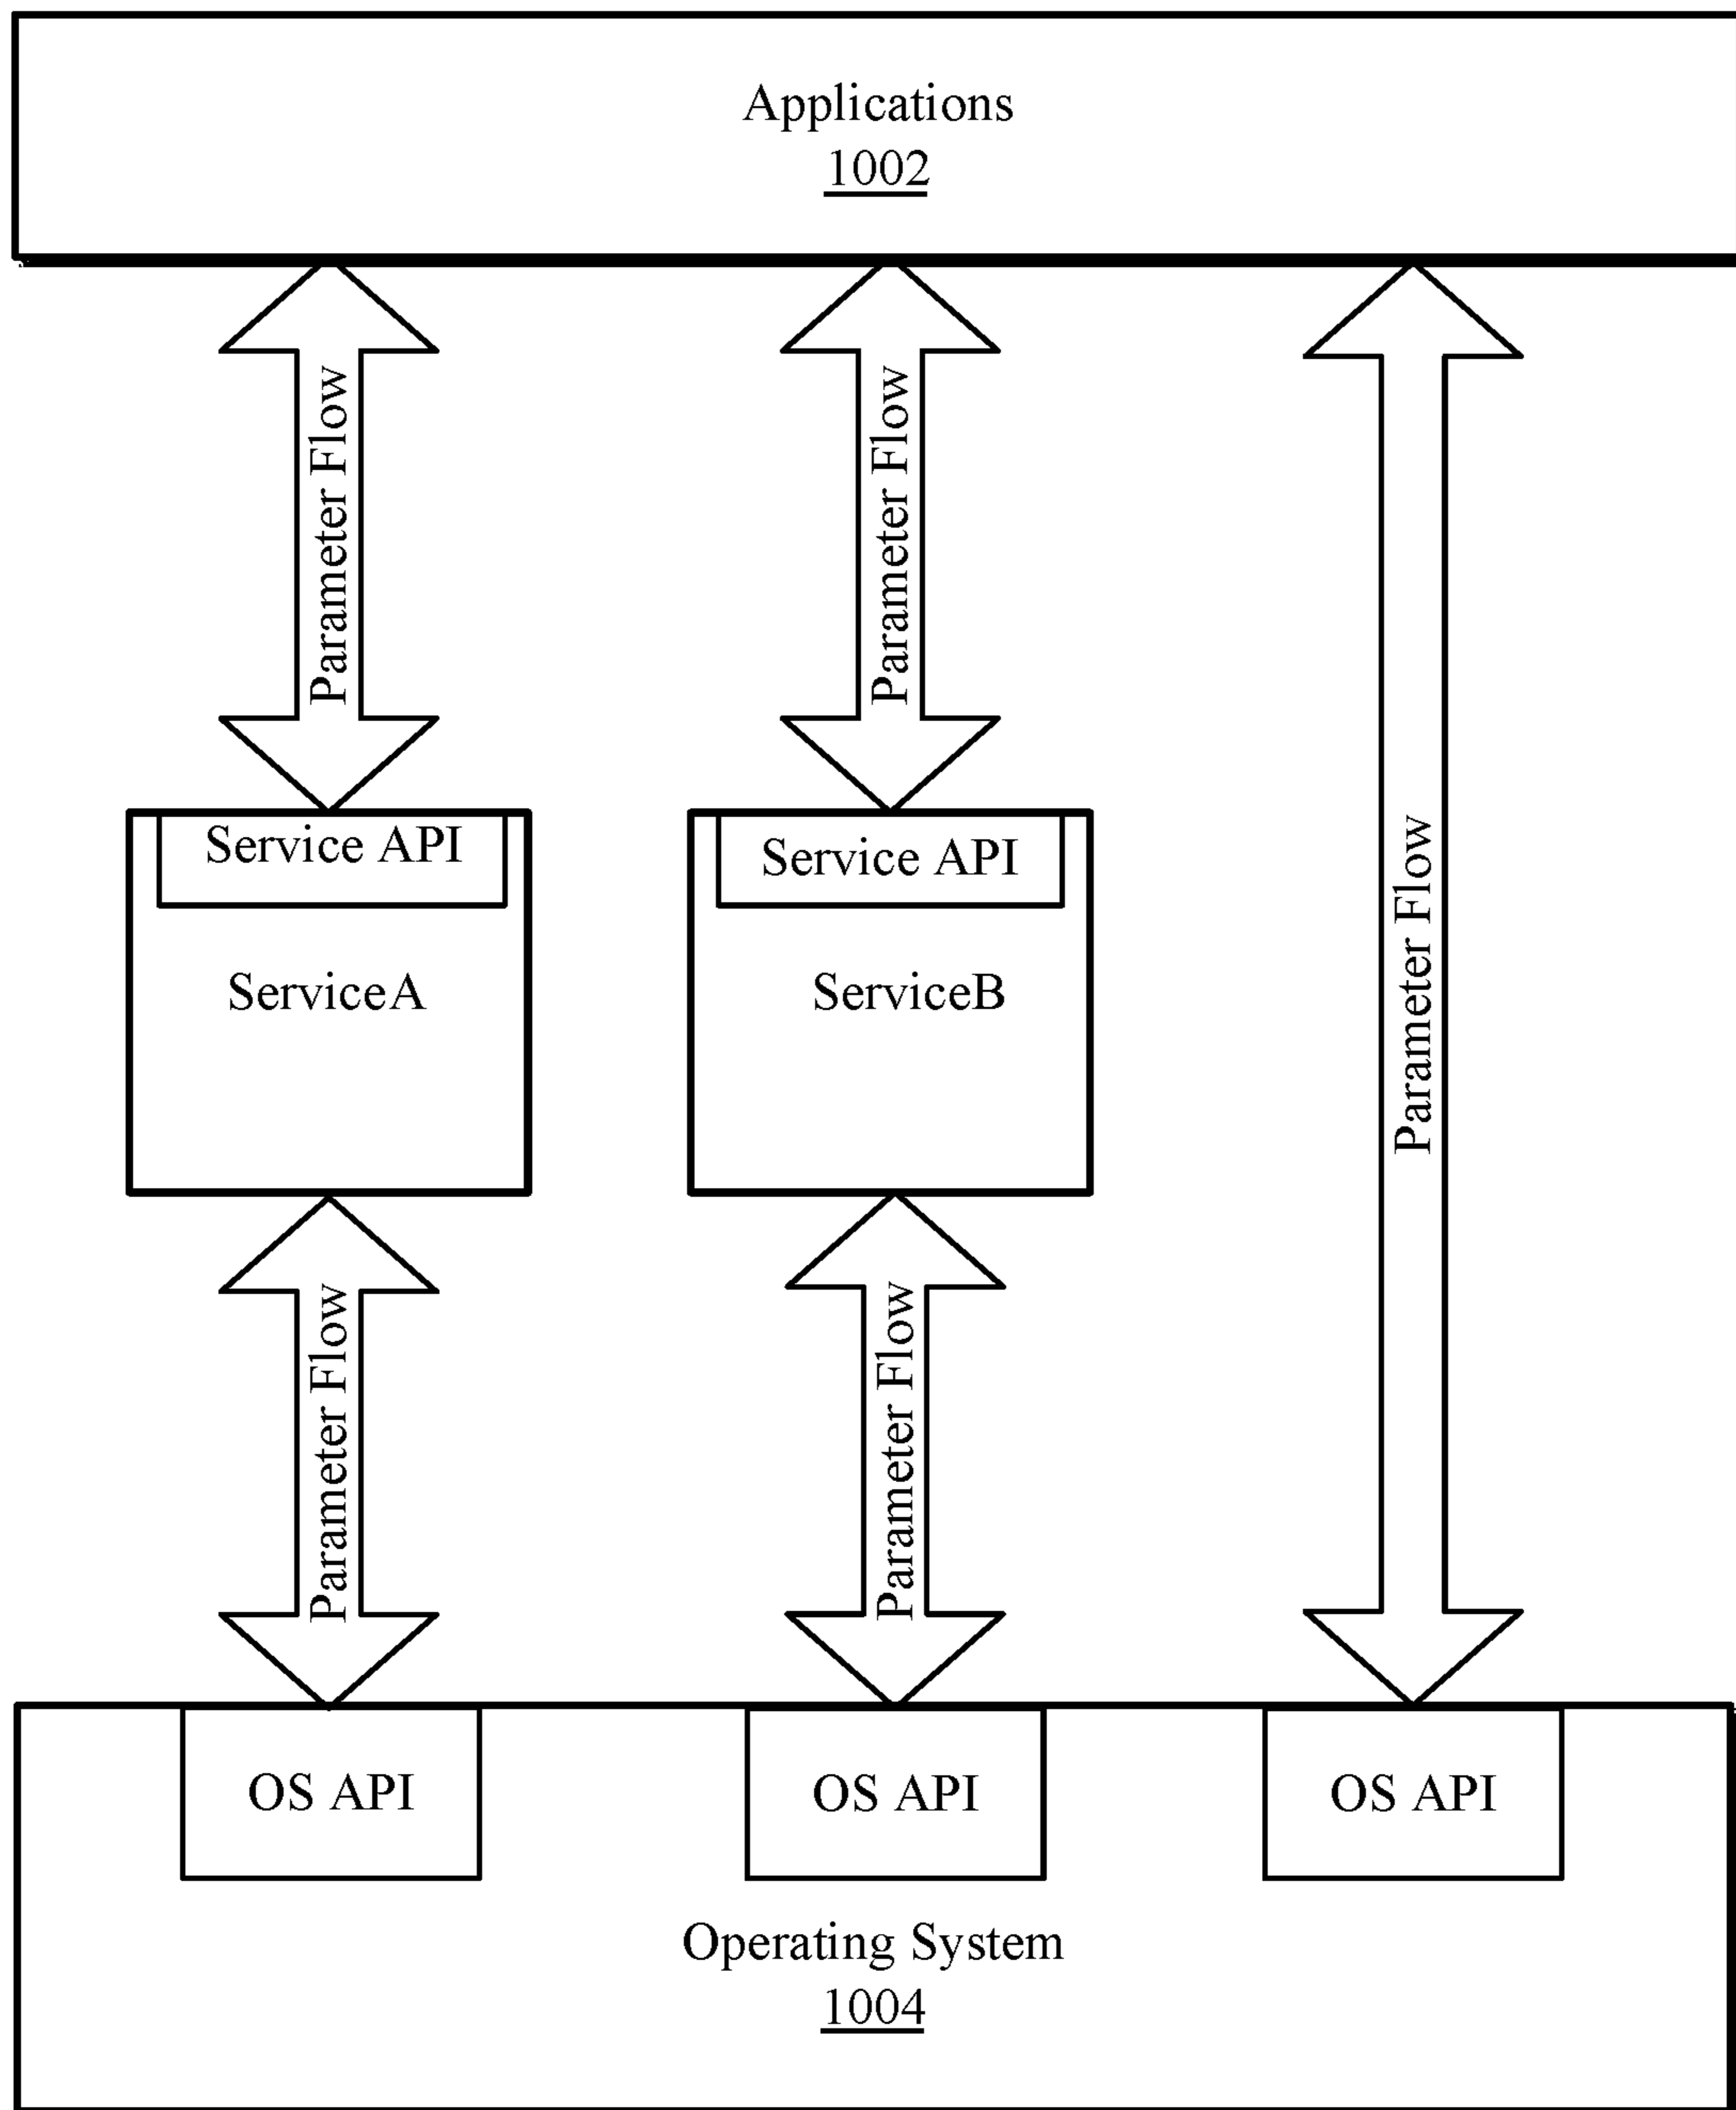 Applications
1002
Parameter Flow
Parameter Flow
Parameter Flow
Service API
ServiceA
Service API
ServiceB
Parameter Flow
Parameter Flow
OS API
OS API
OS API
Operating System
1004